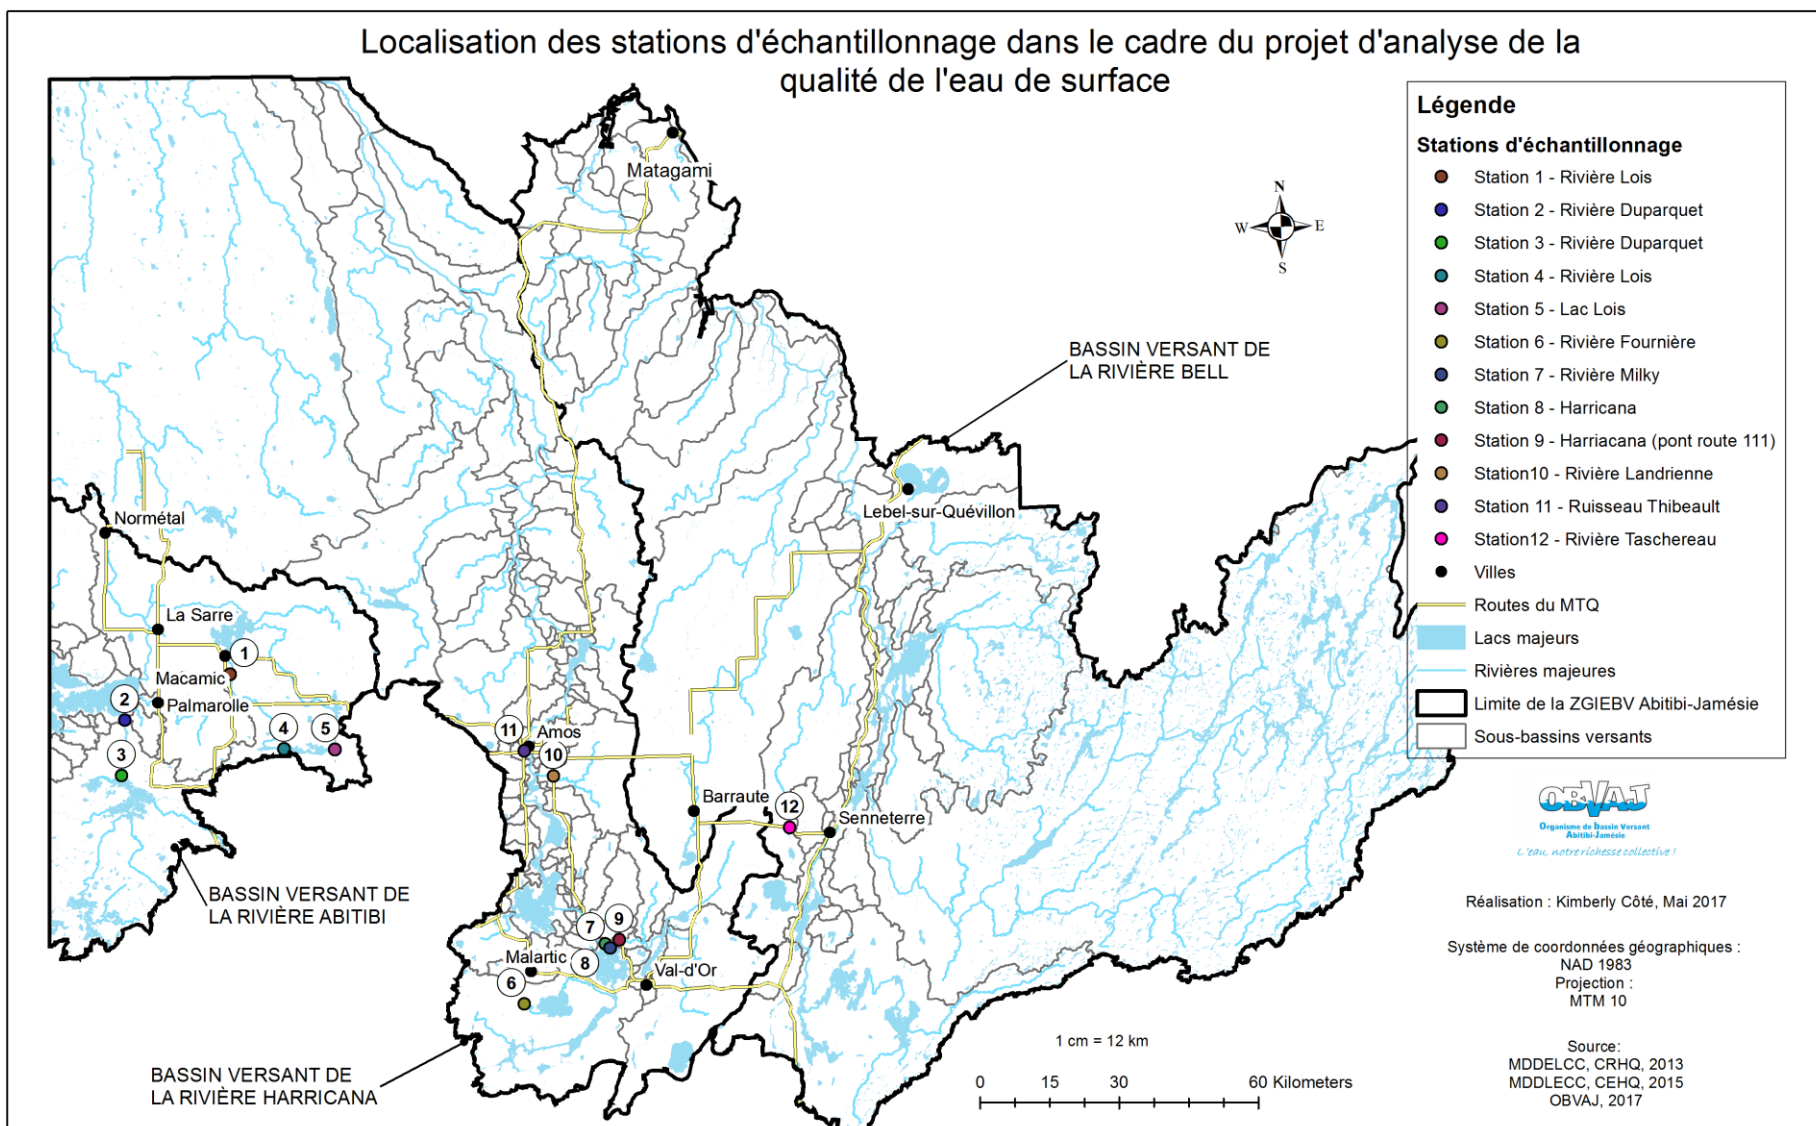 Localisation des stations d'échantillonnage dans le cadre du projet d'analyse de la
qualité de l'eau de surface
Légende
Stations d'échantillonnage
Station 1 - Rivière Lois
Station 2 - Rivière Duparquet
Station 3 - Rivière Duparquet
Station 4 - Rivière Lois
Station 5 - Lac Lois
Station 6 - Rivière Fournière
Station 7 - Rivière Milky
Station 8 - Harricana
Station 9 - Harriacana (pont route 111)
Station10 - Rivière Landrienne
Station 11 - Ruisseau Thibeault
Station12 - Rivière Taschereau
Villes
Routes du MTQ
Lacs majeurs
Rivières majeures
Limite de la ZGIEBV Abitibi-Jamésie
Sous-bassins versants
Matagami
N
W
E
S
BASSIN VERSANT DE
LA RIVIÈRE BELL
Lebel-sur-Quévillon
Normétal
La Sarre
1
Macamic
Palmarolle
2
3
4
5
11
Amos
10
Barraute
12
Senneterre
BASSIN VERSANT DE
LA RIVIÈRE ABITIBI
7
9
8
Malartic
6
Val-d'Or
BASSIN VERSANT DE
LA RIVIÈRE HARRICANA
1 cm = 12 km
0 15 30 60 Kilometers
OBVAJ
Organisme de Bassin Versant
Abitibi-Jamésie
L'eau, notre richesse collective !
Réalisation : Kimberly Côté, Mai 2017
Système de coordonnées géographiques :
NAD 1983
Projection :
MTM 10
Source:
MDDELCC, CRHQ, 2013
MDDLECC, CEHQ, 2015
OBVAJ, 2017